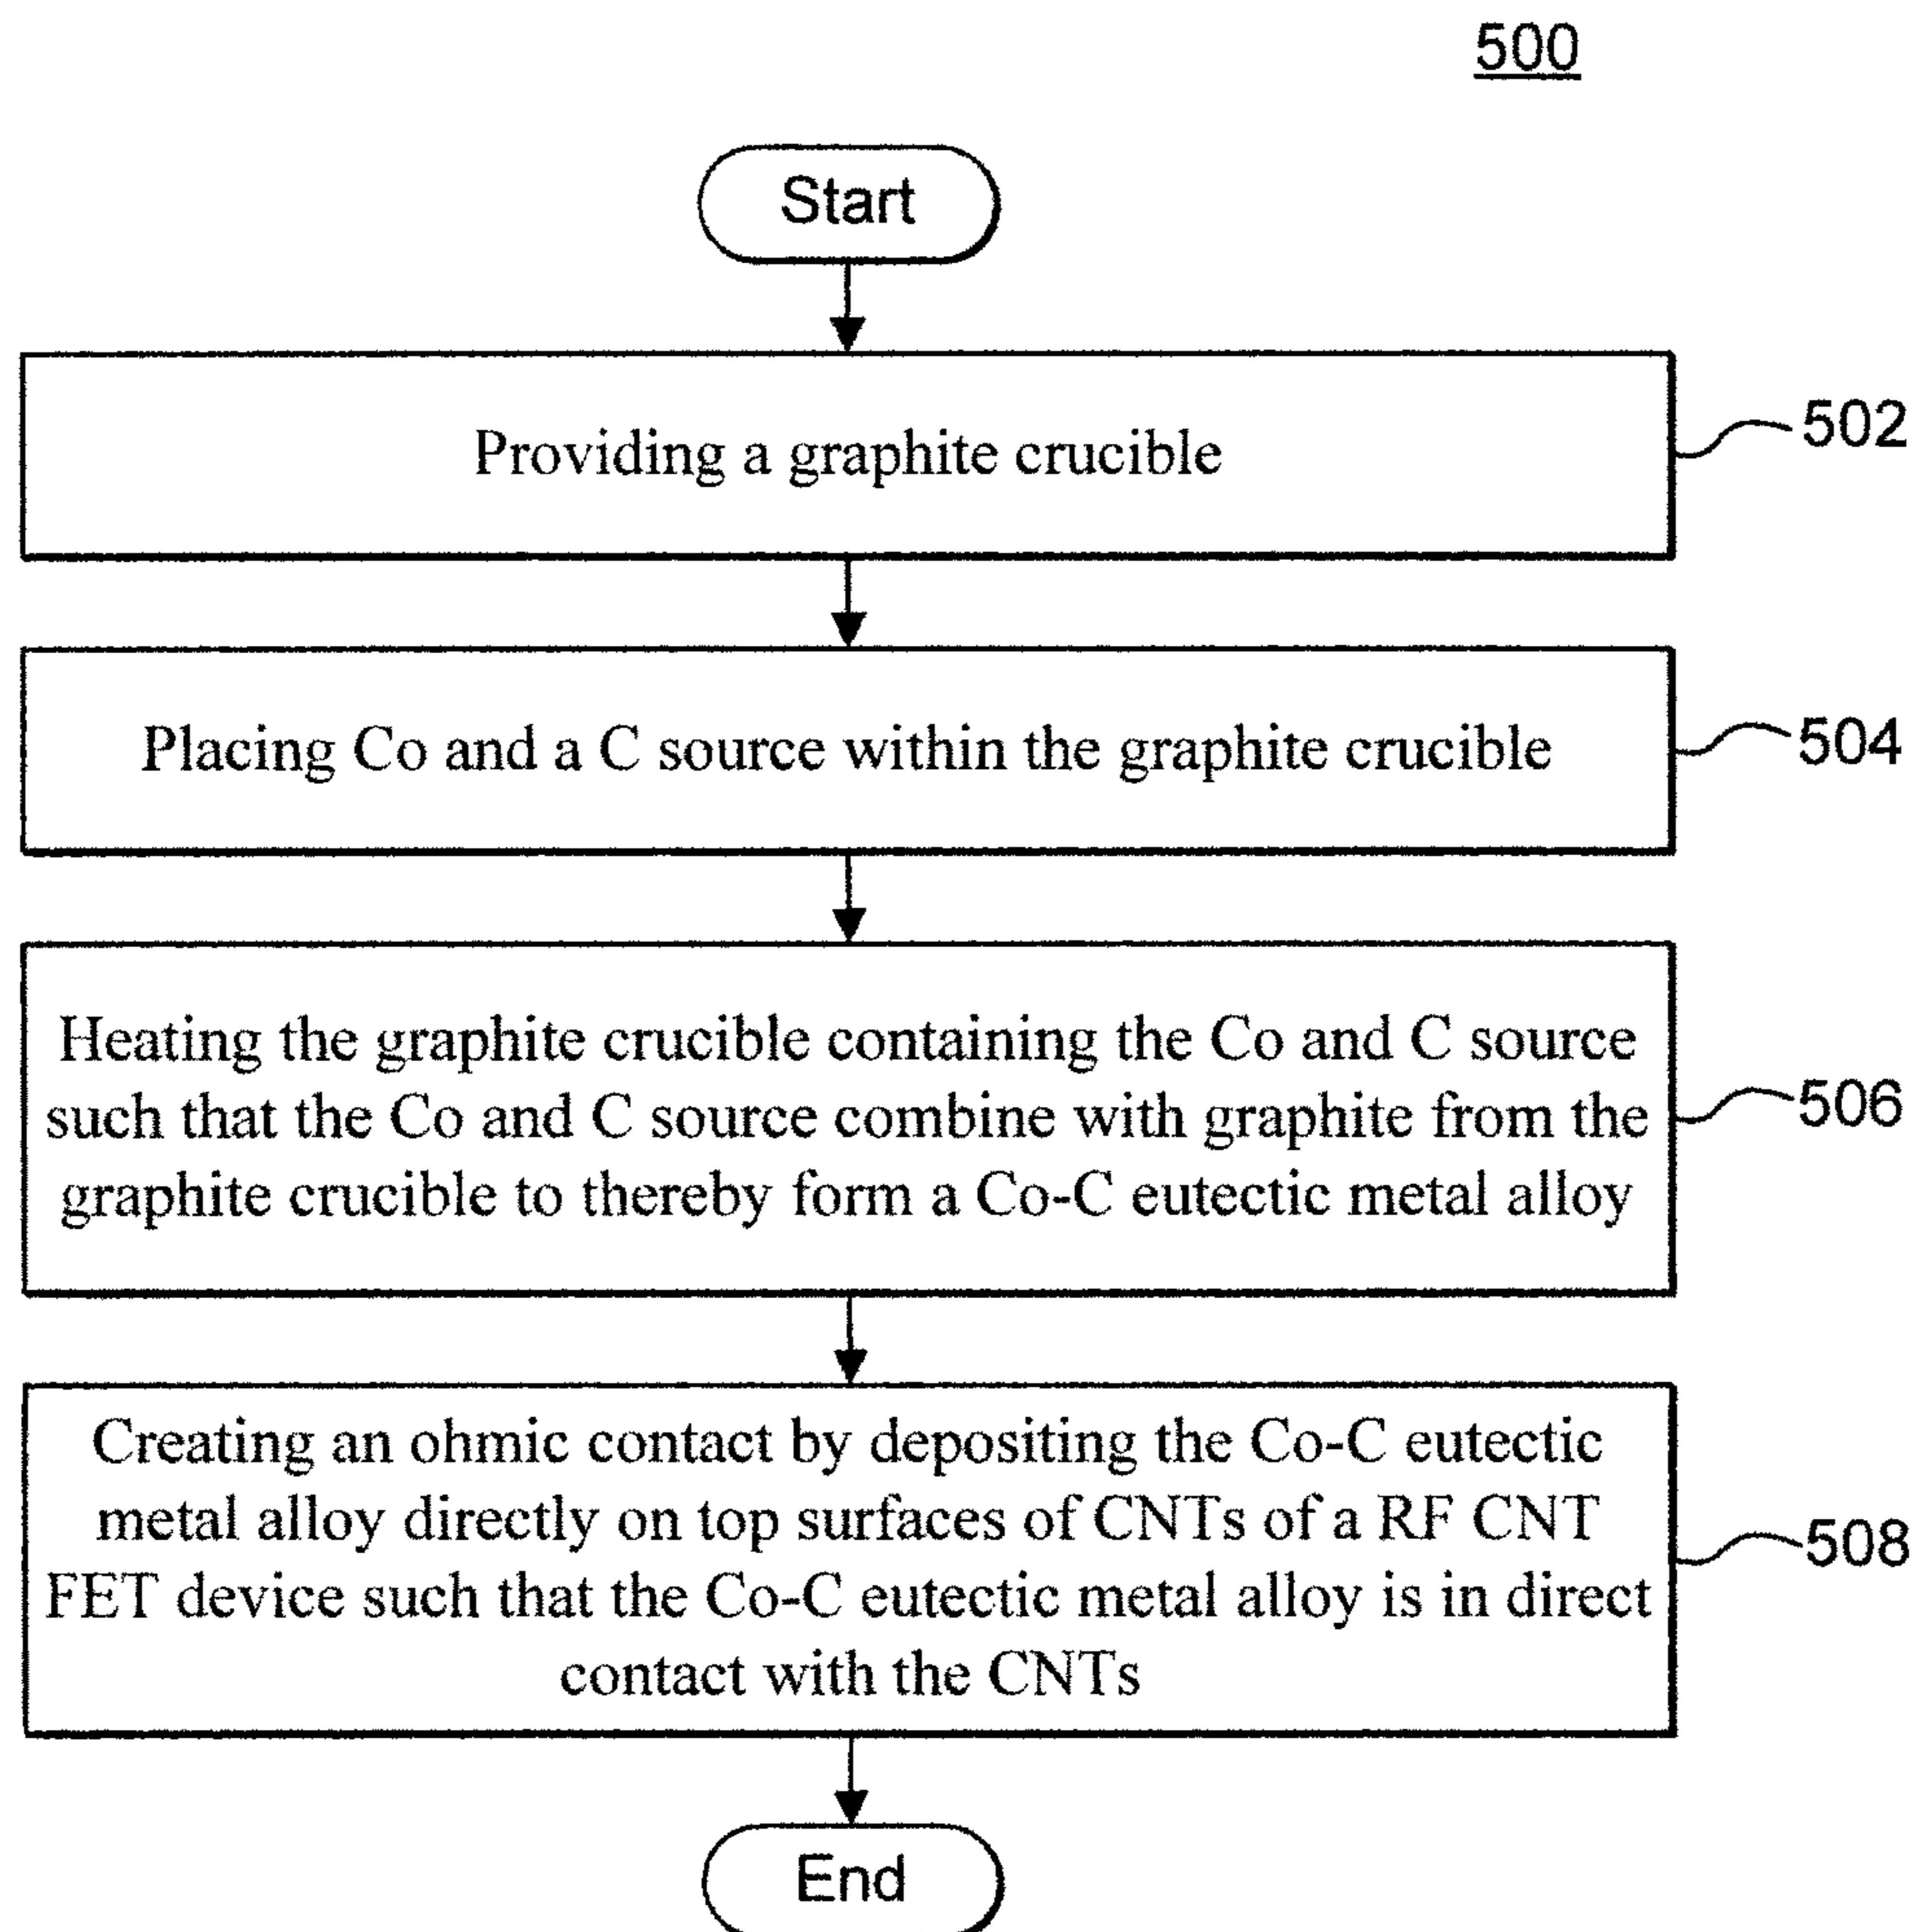 500
Start
Providing a graphite crucible
502
Placing Co and a C source within the graphite crucible
504
Heating the graphite crucible containing the Co and C source
such that the Co and C source combine with graphite from the
graphite crucible to thereby form a Co-C eutectic metal alloy
506
Creating an ohmic contact by depositing the Co-C eutectic
metal alloy directly on top surfaces of CNTs of a RF CNT
FET device such that the Co-C eutectic metal alloy is in direct
contact with the CNTs
508
End